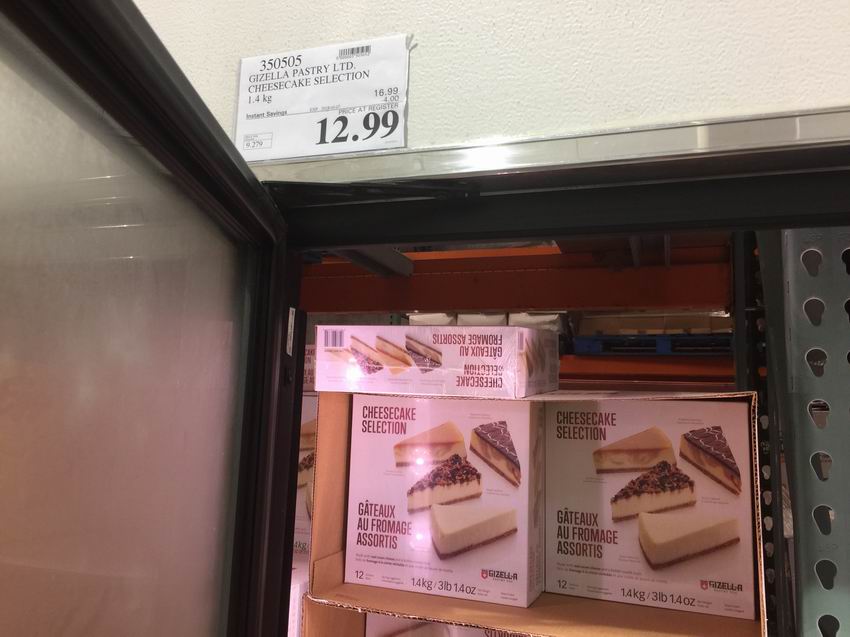 350505
GIZELLA PASTRY LTD.
CHEESECAKE SELECTION
1.4 kg
16.99
4.00
Instant Savings
PRICE AT REGISTER
12.99
9.279
CHEESECAKE
SELECTION
GÂTEAUX AU
FROMAGE ASSORTIS
CHEESECAKE
SELECTION
GÂTEAUX
AU FROMAGE
ASSORTIS
12
1.4kg / 3lb 1.4oz
GIZELLA
CHEESECAKE
SELECTION
GÂTEAUX
AU FROMAGE
ASSORTIS
12
1.4kg / 3lb 1.4oz
GIZELLA